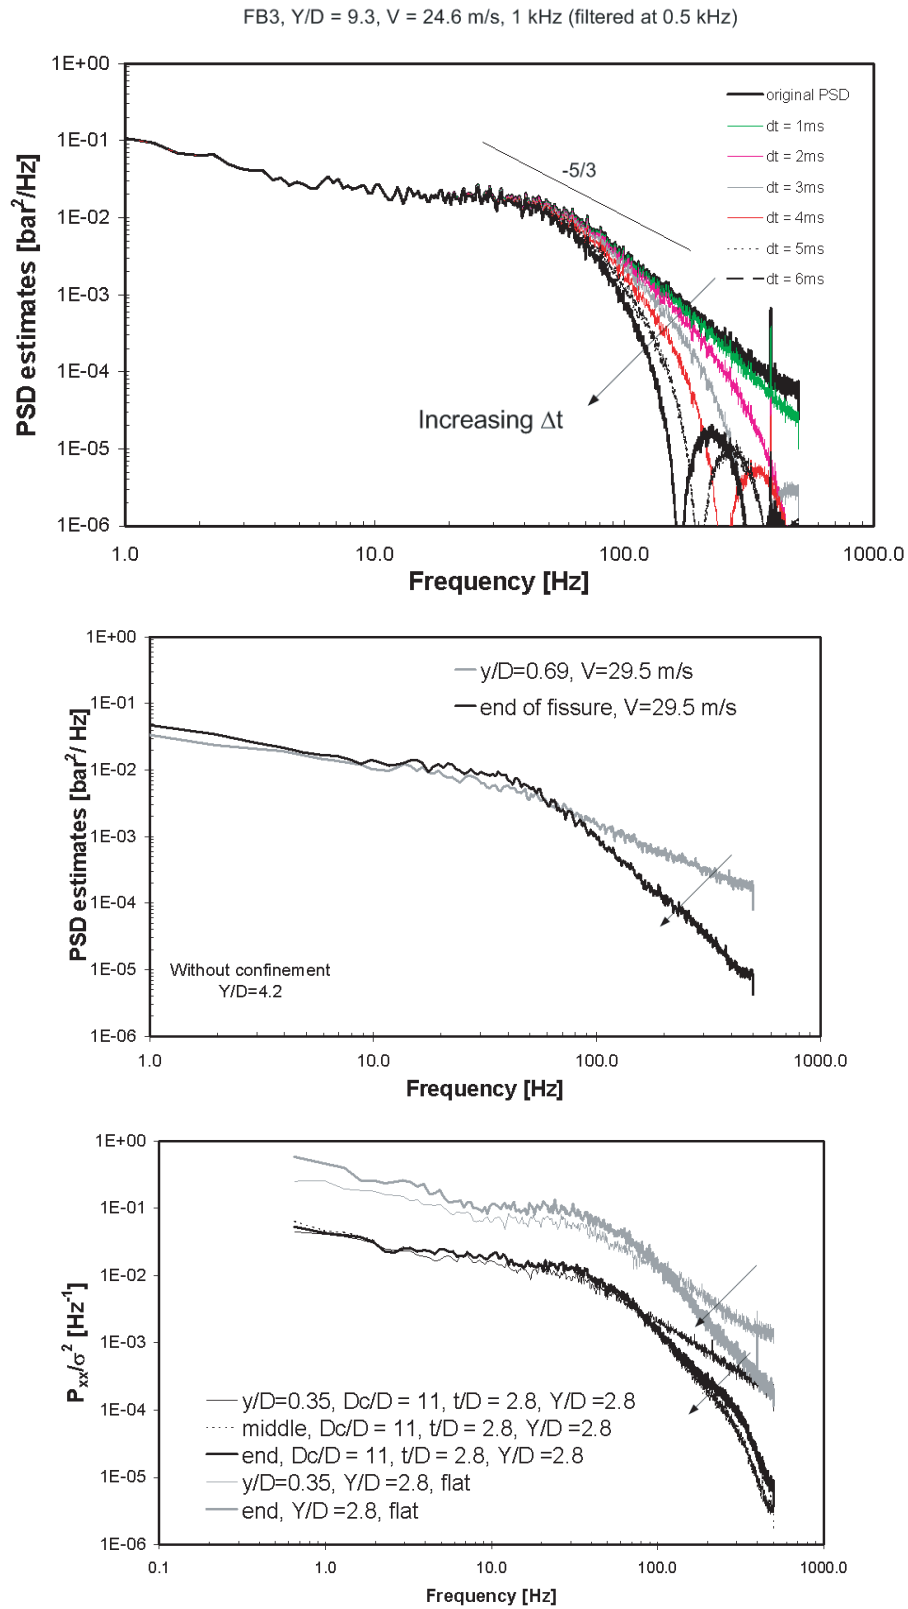 FB3, Y/D = 9.3, V = 24.6 m/s, 1 kHz (filtered at 0.5 kHz)
1E+00
1E-01
1E-02
1E-03
1E-04
1E-05
1E-06
PSD estimates [bar²/Hz]
original PSD
dt = 1ms
dt = 2ms
dt = 3ms
dt = 4ms
dt = 5ms
dt = 6ms
-5/3
Increasing Δt
1.0 10.0 100.0 1000.0
Frequency [Hz]
1E+00
1E-01
1E-02
1E-03
1E-04
1E-05
1E-06
PSD estimates [bar²/ Hz]
y/D=0.69, V=29.5 m/s
end of fissure, V=29.5 m/s
Without confinement
Y/D=4.2
1.0 10.0 100.0 1000.0
Frequency [Hz]
1E+00
1E-01
1E-02
1E-03
1E-04
1E-05
1E-06
Pxx/σ² [Hz⁻¹]
y/D=0.35, Dc/D = 11, t/D = 2.8, Y/D =2.8
middle, Dc/D = 11, t/D = 2.8, Y/D =2.8
end, Dc/D = 11, t/D = 2.8, Y/D =2.8
y/D=0.35, Y/D =2.8, flat
end, Y/D =2.8, flat
0.1 1.0 10.0 100.0 1000.0
Frequency [Hz]